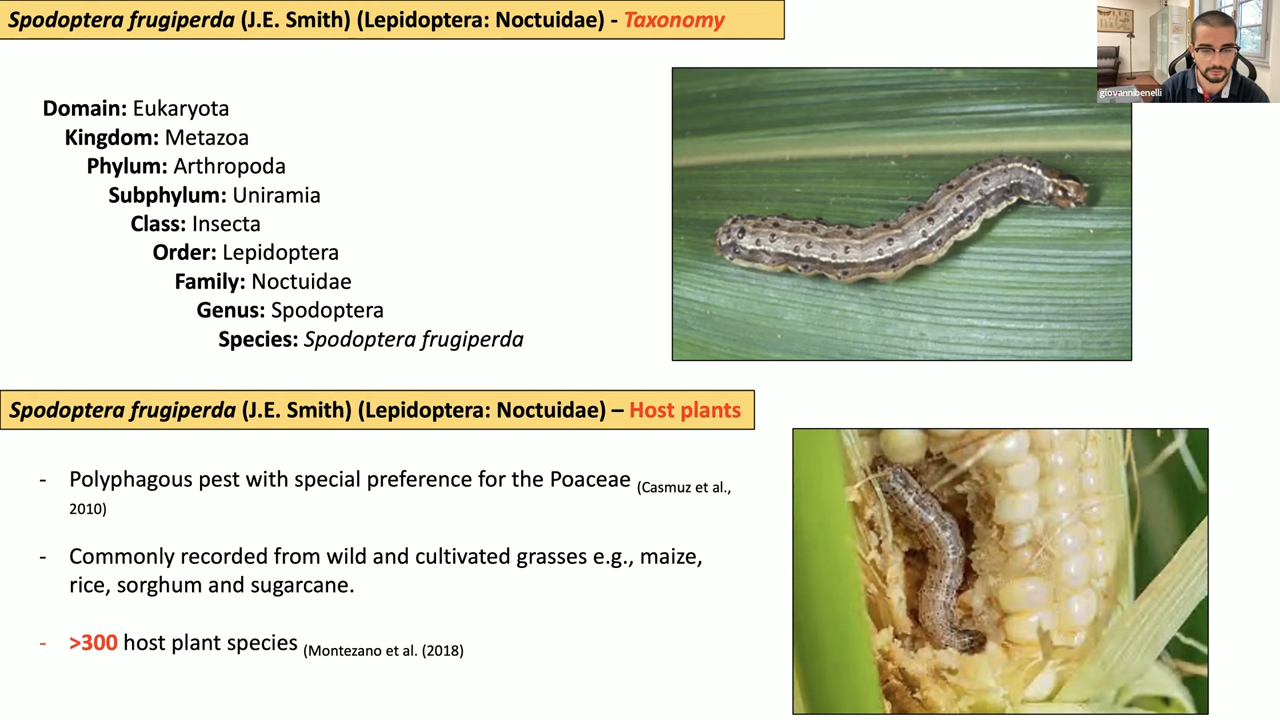 Spodoptera frugiperda (J.E. Smith) (Lepidoptera: Noctuidae) - Taxonomy
giovannibenelli
Domain: Eukaryota
Kingdom: Metazoa
Phylum: Arthropoda
Subphylum: Uniramia
Class: Insecta
Order: Lepidoptera
Family: Noctuidae
Genus: Spodoptera
Species: Spodoptera frugiperda
Spodoptera frugiperda (J.E. Smith) (Lepidoptera: Noctuidae) – Host plants
- Polyphagous pest with special preference for the Poaceae (Casmuz et al.,
2010)
- Commonly recorded from wild and cultivated grasses e.g., maize,
rice, sorghum and sugarcane.
- >300 host plant species (Montezano et al. (2018)